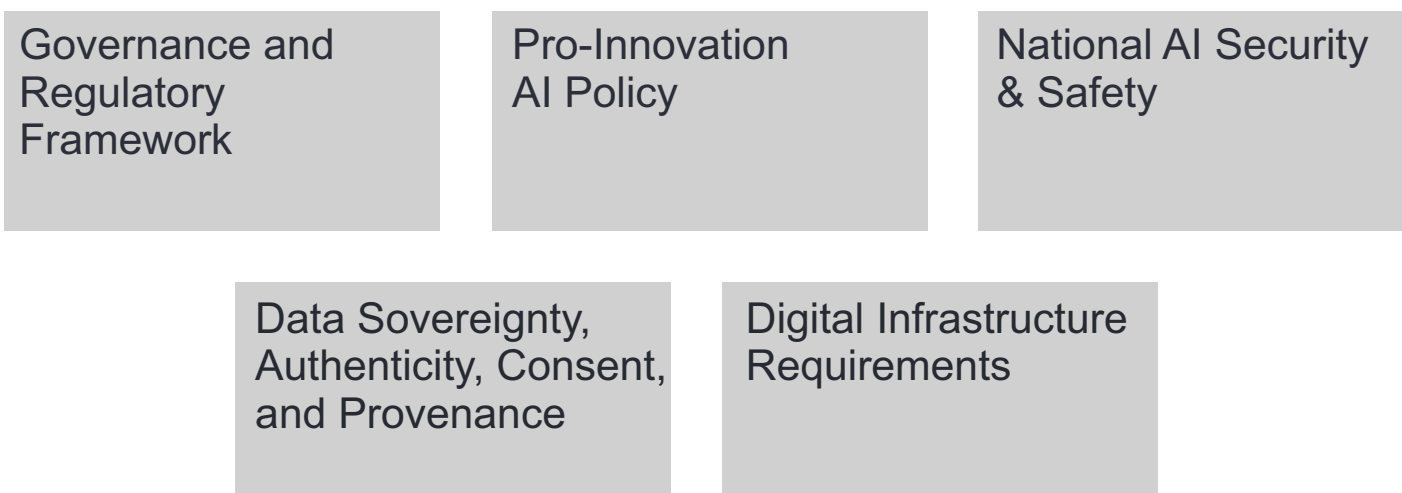 Governance and
Regulatory
Framework
Pro-Innovation
AI Policy
National AI Security
& Safety
Data Sovereignty,
Authenticity, Consent,
and Provenance
Digital Infrastructure
Requirements